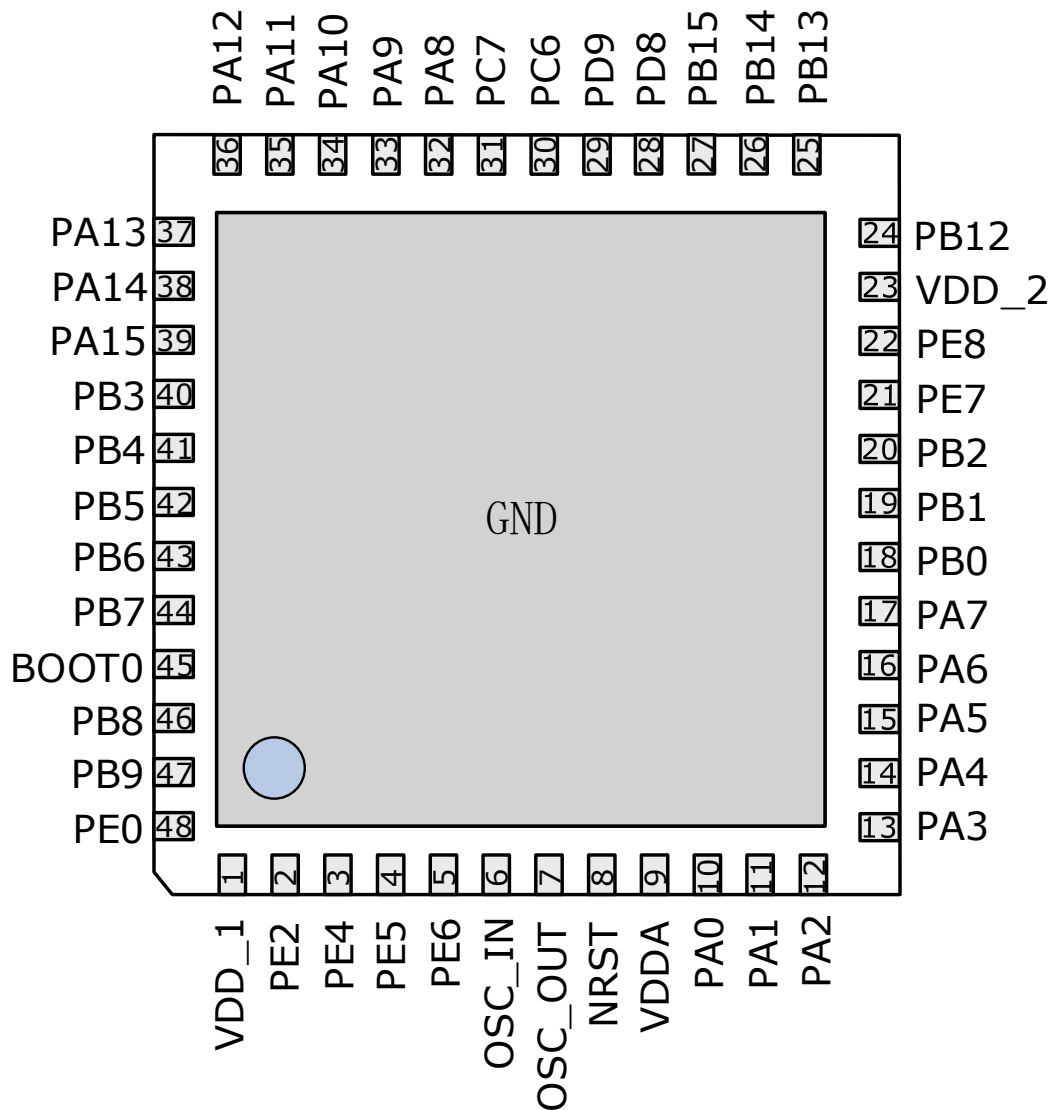 PA12
PA11
PA10
PA9
PA8
PC7
PC6
PD9
PD8
PB15
PB14
PB13
36
35
34
33
32
31
30
29
28
27
26
25
PA13 37
PA14 38
PA15 39
PB3 40
PB4 41
PB5 42
PB6 43
PB7 44
BOOT0 45
PB8 46
PB9 47
PE0 48
GND
24 PB12
23 VDD_2
22 PE8
21 PE7
20 PB2
19 PB1
18 PB0
17 PA7
16 PA6
15 PA5
14 PA4
13 PA3
1
2
3
4
5
6
7
8
9
10
11
12
VDD_1
PE2
PE4
PE5
PE6
OSC_IN
OSC_OUT
NRST
VDDA
PA0
PA1
PA2